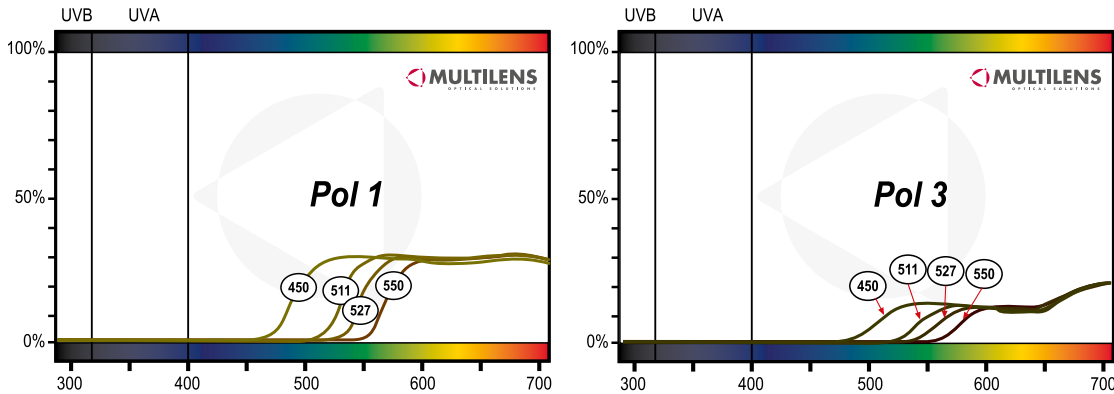 UVB UVA
100%
MULTILENS
OPTICAL SOLUTIONS
50%
Pol 1
450
511
527
550
0%
300 400 500 600 700
UVB UVA
100%
MULTILENS
OPTICAL SOLUTIONS
50%
Pol 3
450
511
527
550
0%
300 400 500 600 700